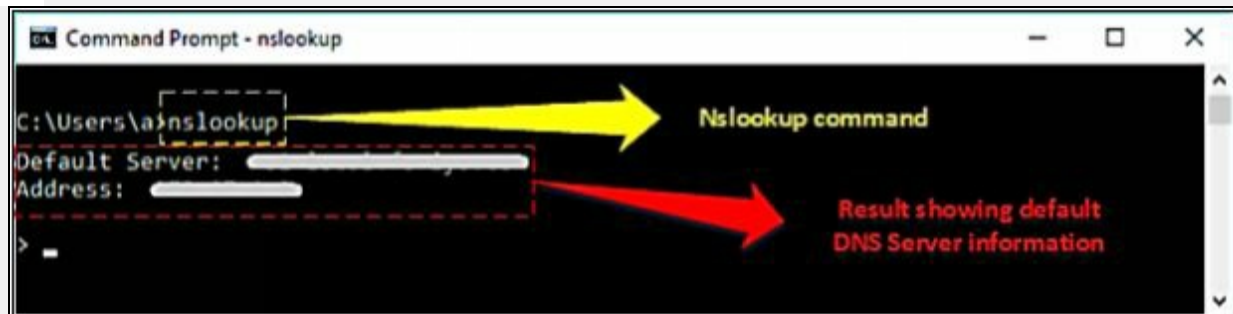 Command Prompt - nslookup
C:\Users\a>nslookup
Nslookup command
Default Server:
Address:
Result showing default
DNS Server information
>